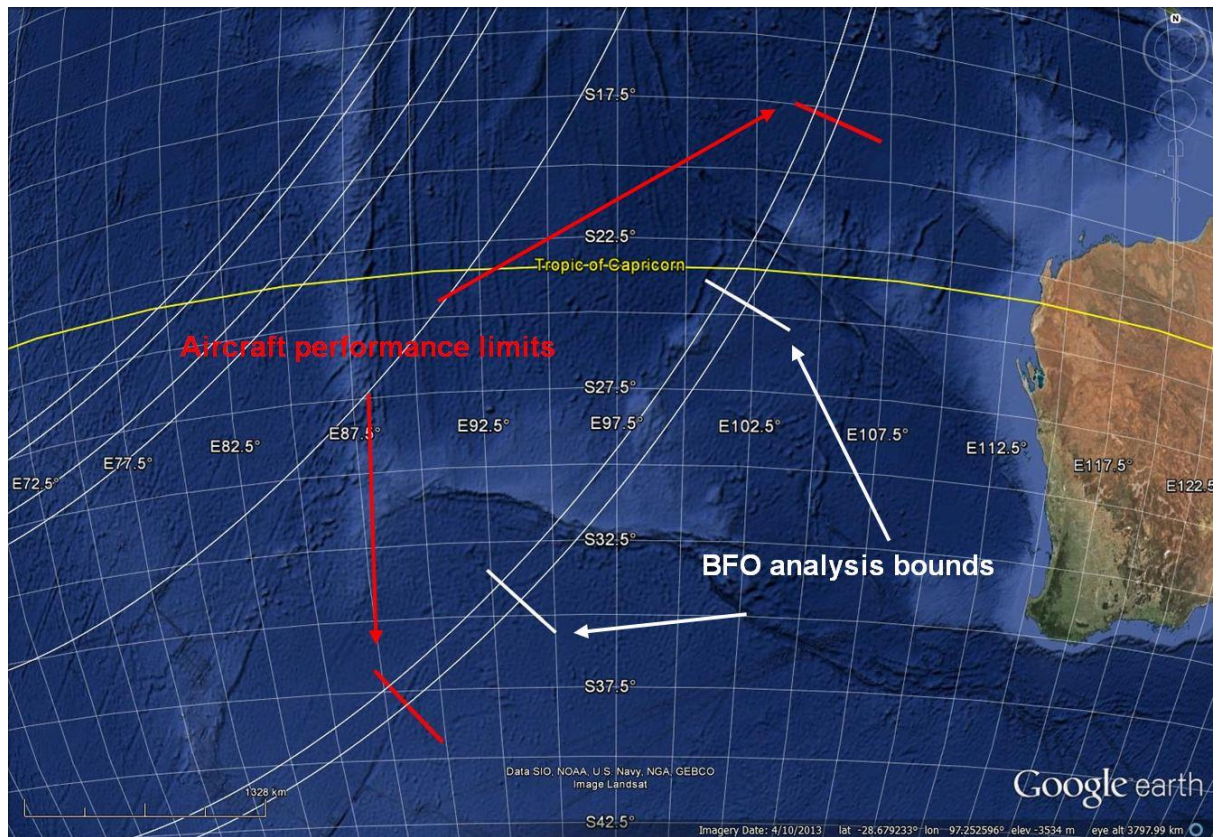 N
S17.5°
S22.5°
Tropic of Capricorn
Aircraft performance limits
S27.5°
E72.5°
E77.5°
E82.5°
E87.5°
E92.5°
E97.5°
E102.5°
E107.5°
E112.5°
E117.5°
E122.5
S32.5°
BFO analysis bounds
S37.5°
Data SIO, NOAA, U.S. Navy, NGA, GEBCO
Image Landsat
Google earth
1328 km
S42.5°
Imagery Date: 4/10/2013 lat -28.679233° lon 97.252596° elev -3534 m eye alt 3797.99 km